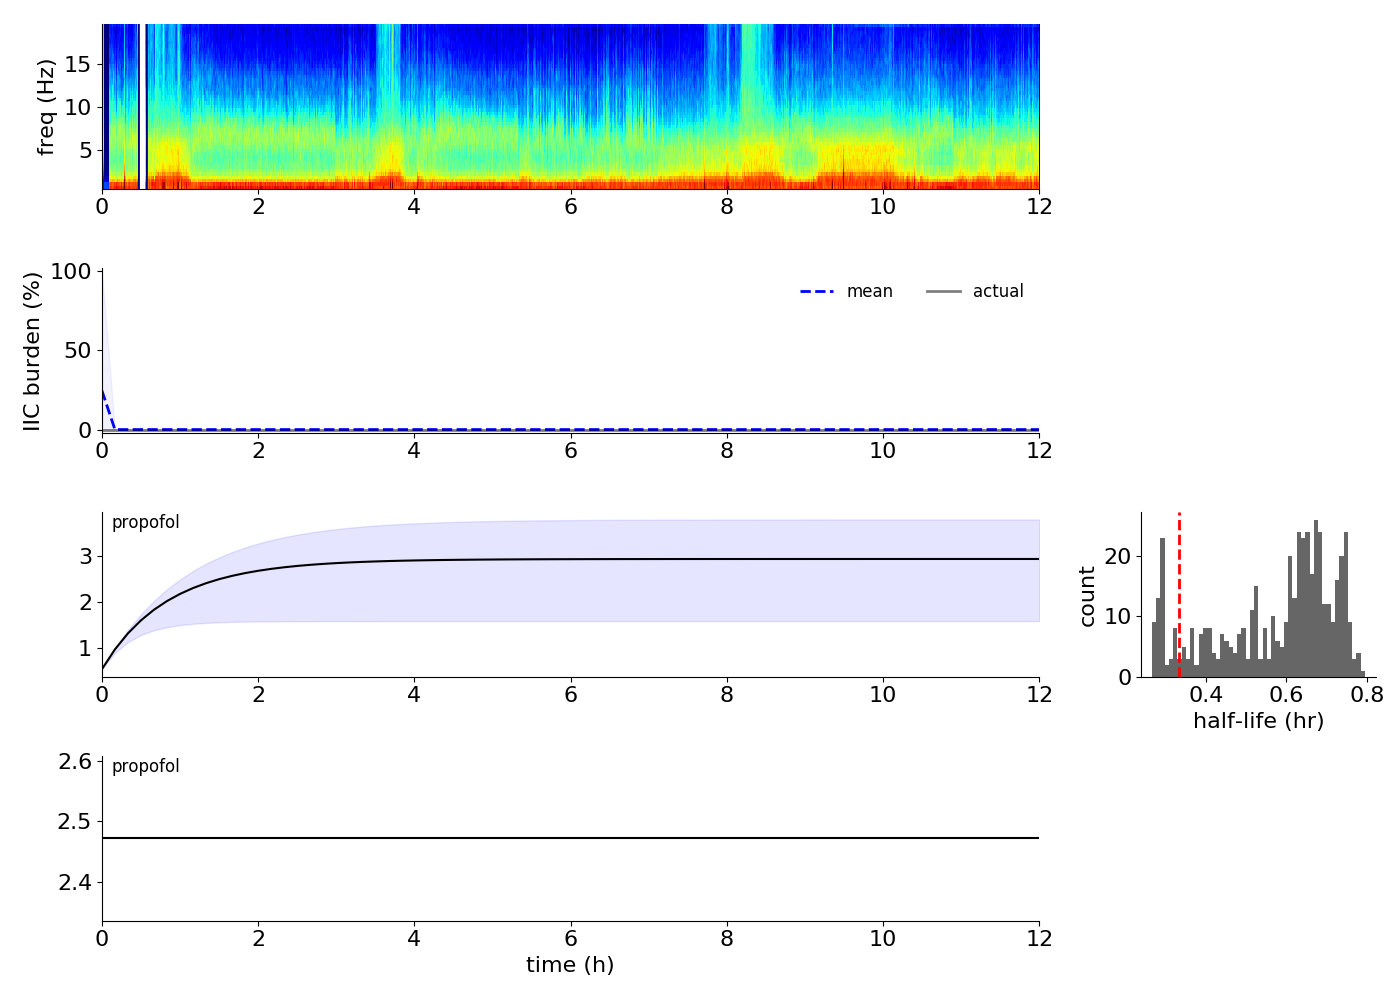 freq (Hz)
15
10
5
0 2 4 6 8 10 12
IIC burden (%)
100
50
0
mean actual
0 2 4 6 8 10 12
propofol
3
2
1
0 2 4 6 8 10 12
count
20
10
0
0.4 0.6 0.8
half-life (hr)
propofol
2.6
2.5
2.4
0 2 4 6 8 10 12
time (h)